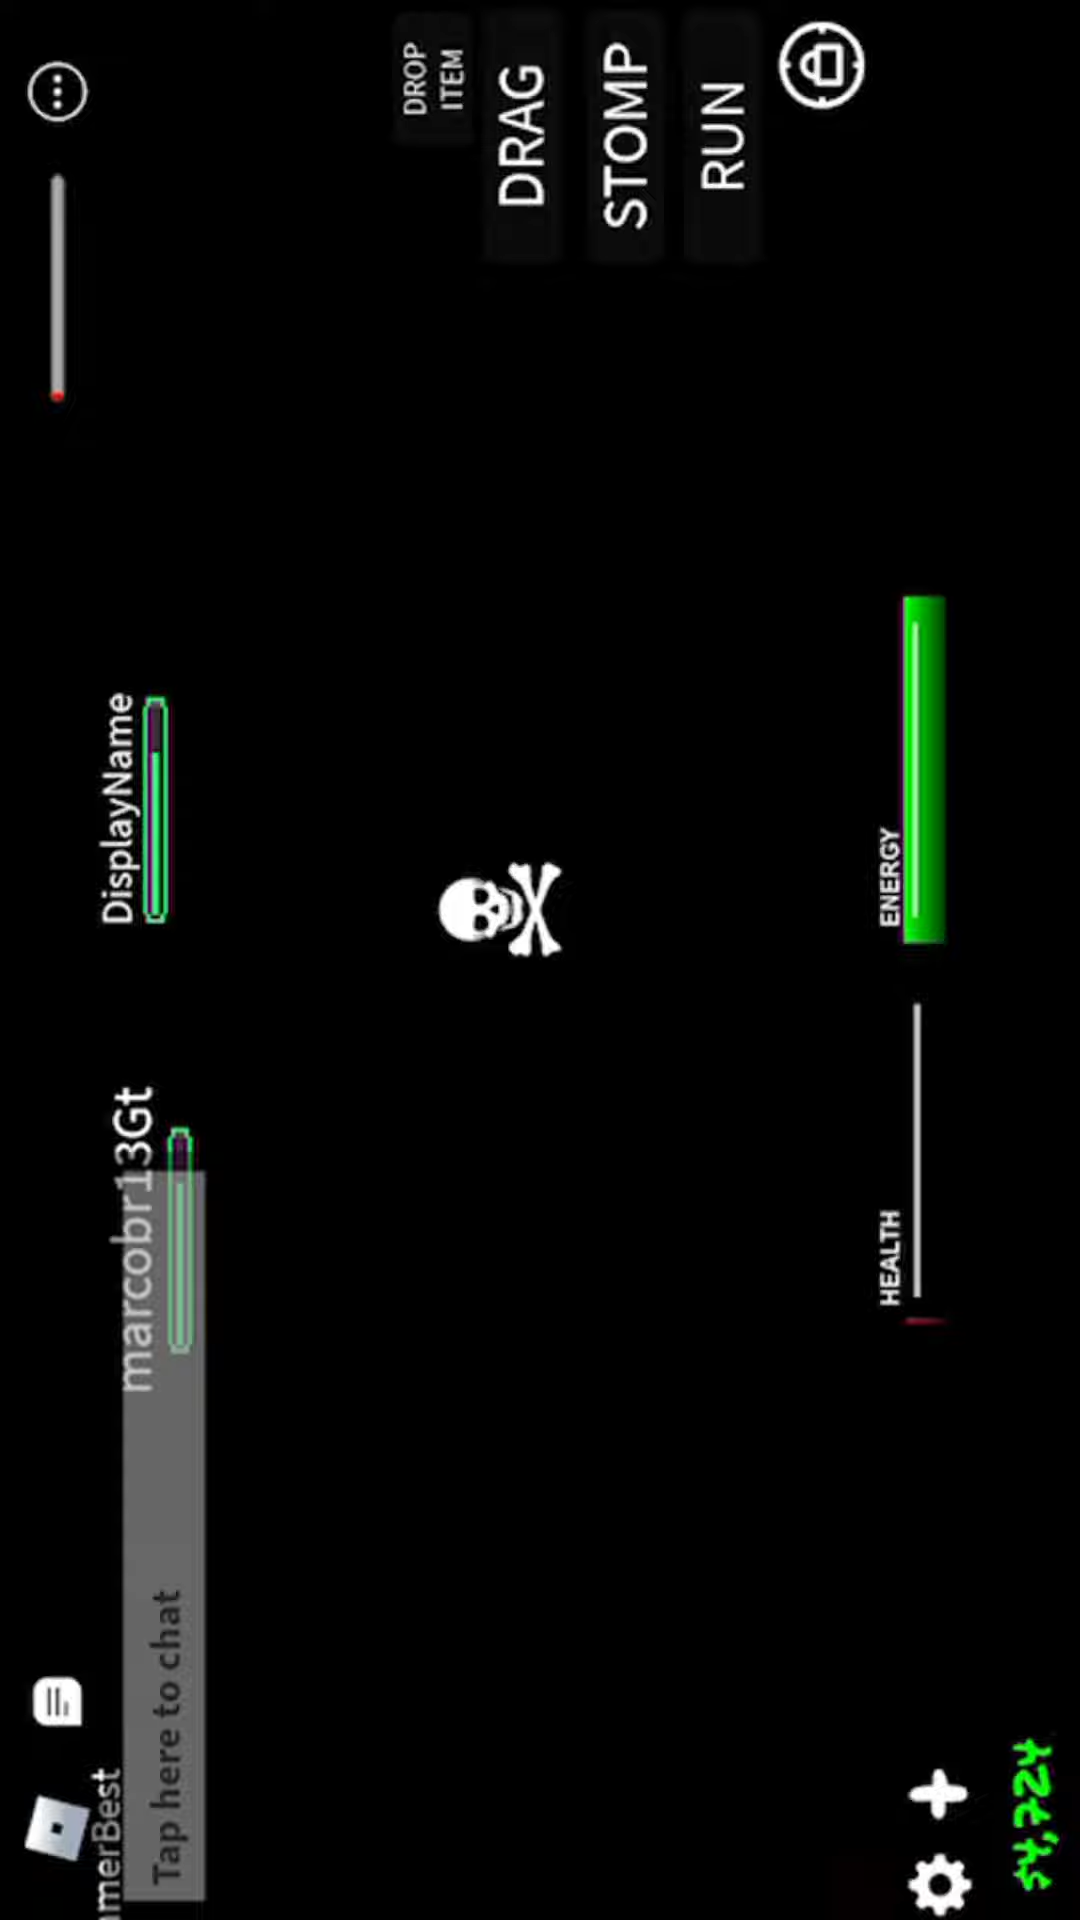 merBest
DisplayName
marcobr13Gt
Tap here to chat
DROP
ITEM
DRAG
STOMP
RUN
HEALTH
ENERGY
$4,724